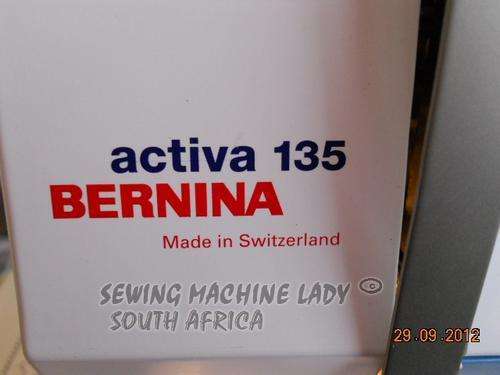 activa 135
BERNINA
Made in Switzerland
SEWING MACHINE LADY ©
SOUTH AFRICA
29.09.2012